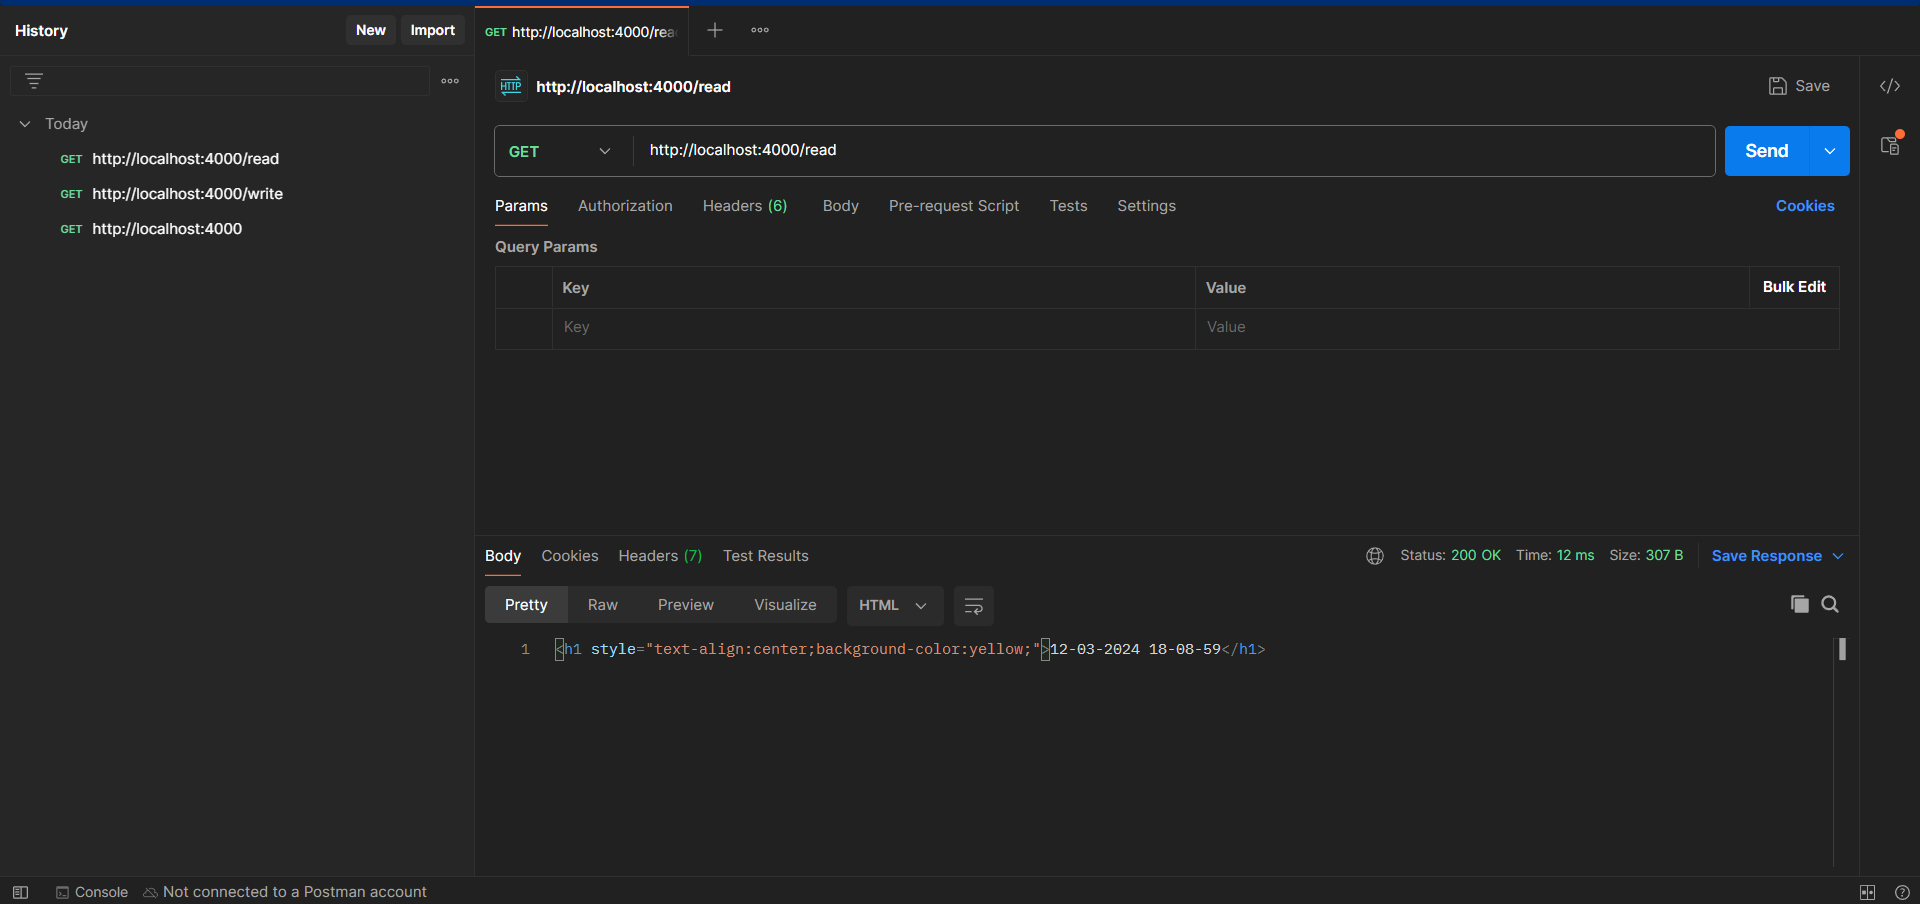 History
New
Import
GET http://localhost:4000/rea
HTTP http://localhost:4000/read
Save
Today
GET http://localhost:4000/read
GET http://localhost:4000/write
GET http://localhost:4000
GET
http://localhost:4000/read
Send
Params Authorization Headers (6) Body Pre-request Script Tests Settings Cookies
Query Params
Key Value Bulk Edit
Key Value
Body Cookies Headers (7) Test Results
Status: 200 OK Time: 12 ms Size: 307 B Save Response
Pretty Raw Preview Visualize HTML
1 <h1 style="text-align:center;background-color:yellow;">12-03-2024 18-08-59</h1>
Console Not connected to a Postman account